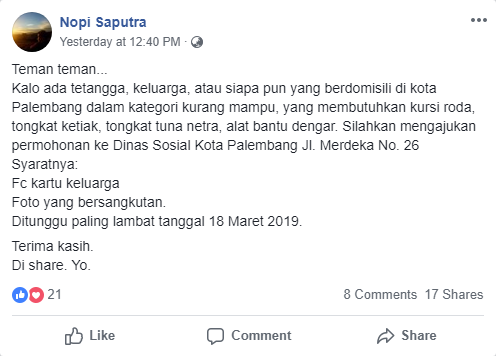 Nopi Saputra
Yesterday at 12:40 PM ·
Teman teman...
Kalo ada tetangga, keluarga, atau siapa pun yang berdomisili di kota
Palembang dalam kategori kurang mampu, yang membutuhkan kursi roda,
tongkat ketiak, tongkat tuna netra, alat bantu dengar. Silahkan mengajukan
permohonan ke Dinas Sosial Kota Palembang Jl. Merdeka No. 26
Syaratnya:
Fc kartu keluarga
Foto yang bersangkutan.
Ditunggu paling lambat tanggal 18 Maret 2019.
Terima kasih.
Di share. Yo.
21
8 Comments 17 Shares
Like Comment Share